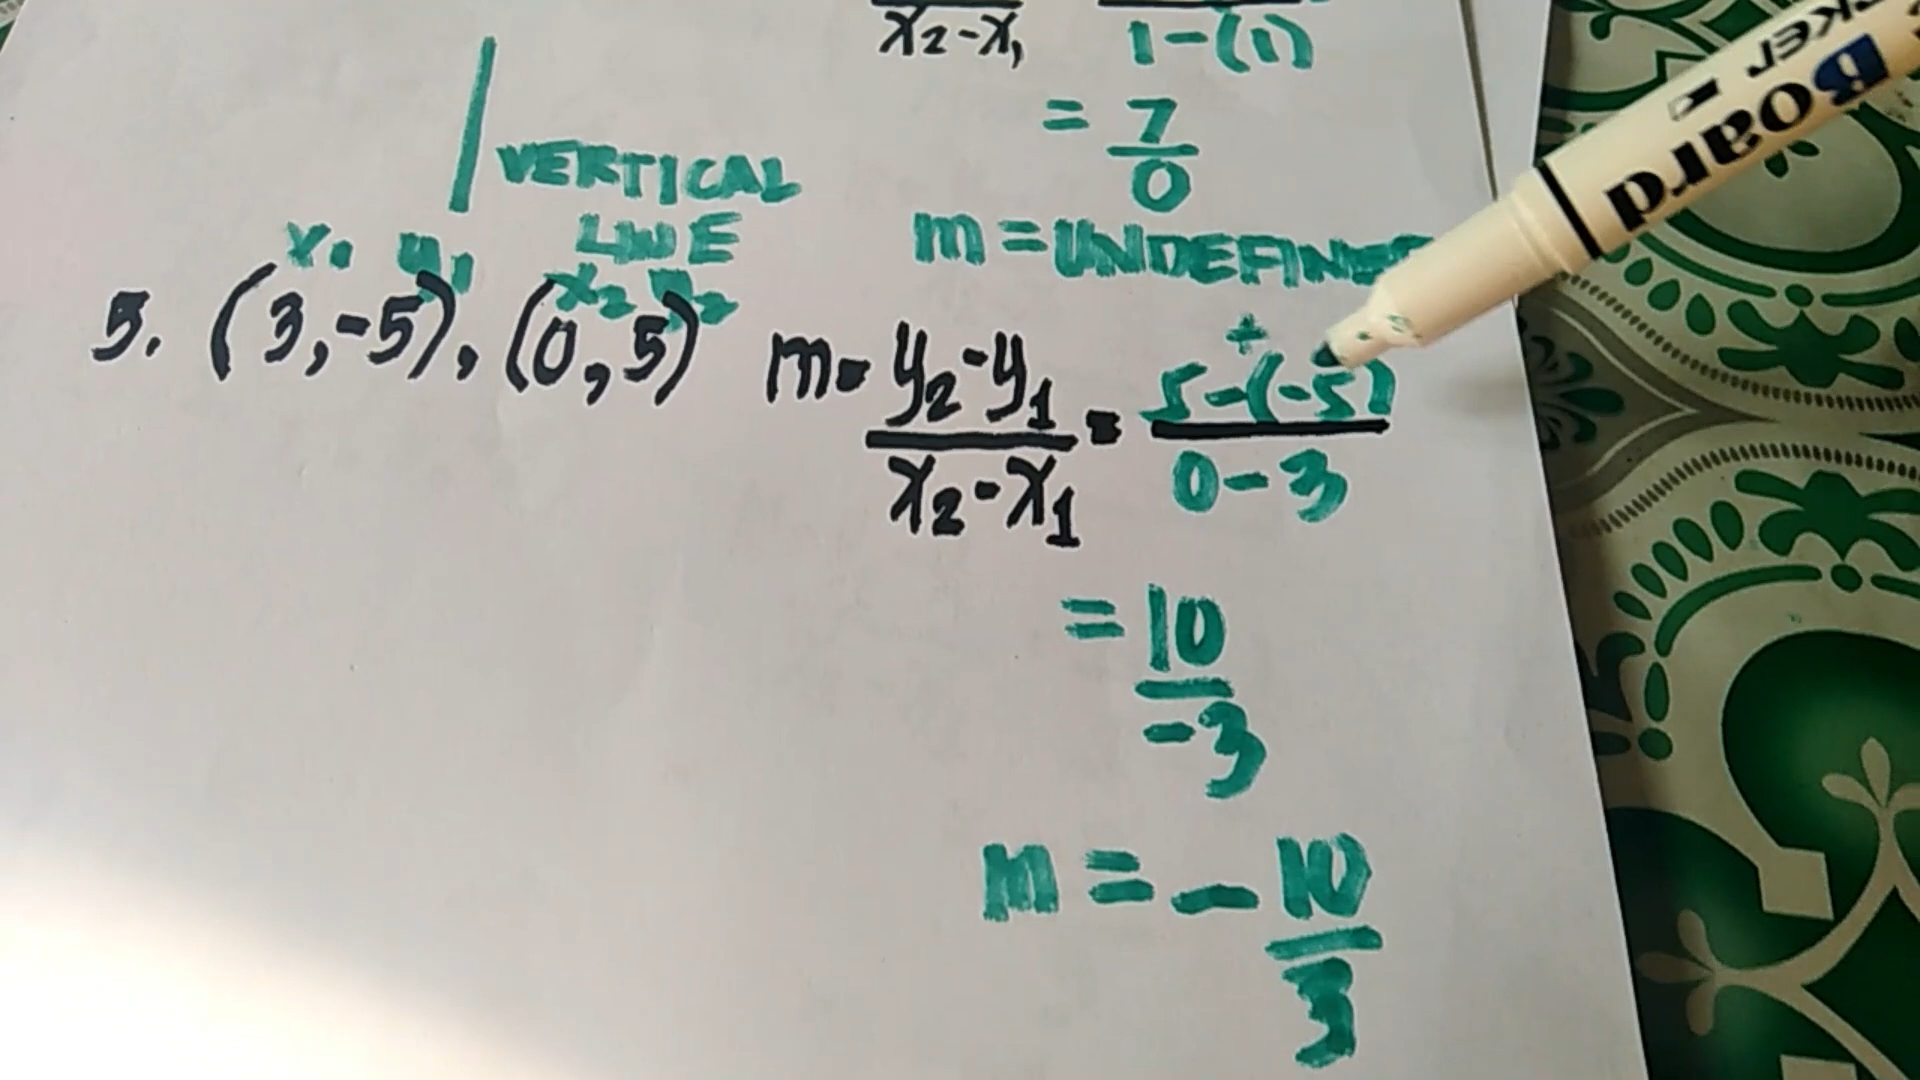 x₂-x₁ 1-(1)
= 7/0
VERTICAL
LINE
m = UNDEFINED
x₁ y₁ x₂ y₂
5. (3,-5), (0,5) m = y₂-y₁/x₂-x₁ = 5-(-5)/0-3
+
= 10/-3
m = - 10/3
Board